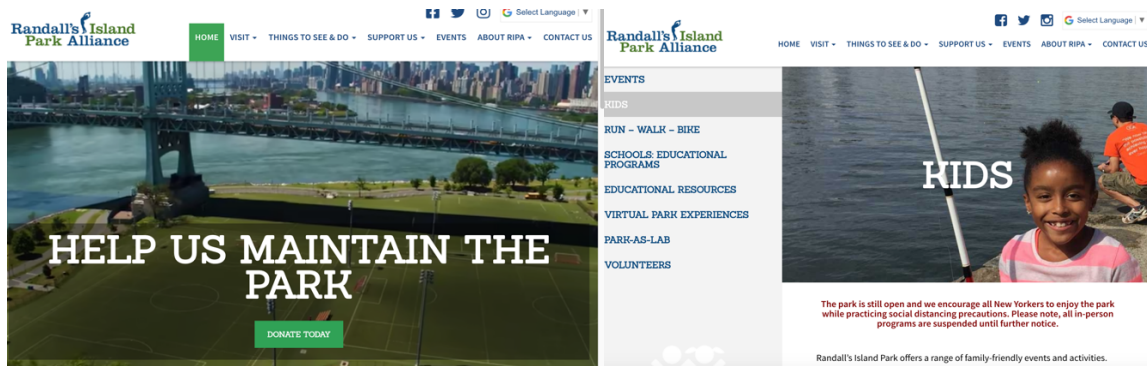 Randall's Island
Park Alliance
Select Language ▼
HOME VISIT THINGS TO SEE & DO SUPPORT US EVENTS ABOUT RIPA CONTACT US
HELP US MAINTAIN THE
PARK
DONATE TODAY
Randall's Island
Park Alliance
Select Language ▼
HOME VISIT THINGS TO SEE & DO SUPPORT US EVENTS ABOUT RIPA CONTACT US
EVENTS
KIDS
RUN – WALK – BIKE
SCHOOLS: EDUCATIONAL
PROGRAMS
EDUCATIONAL RESOURCES
VIRTUAL PARK EXPERIENCES
PARK-AS-LAB
VOLUNTEERS
KIDS
The park is still open and we encourage all New Yorkers to enjoy the park
while practicing social distancing precautions. Please note, all in-person
programs are suspended until further notice.
Randall's Island Park offers a range of family-friendly events and activities.